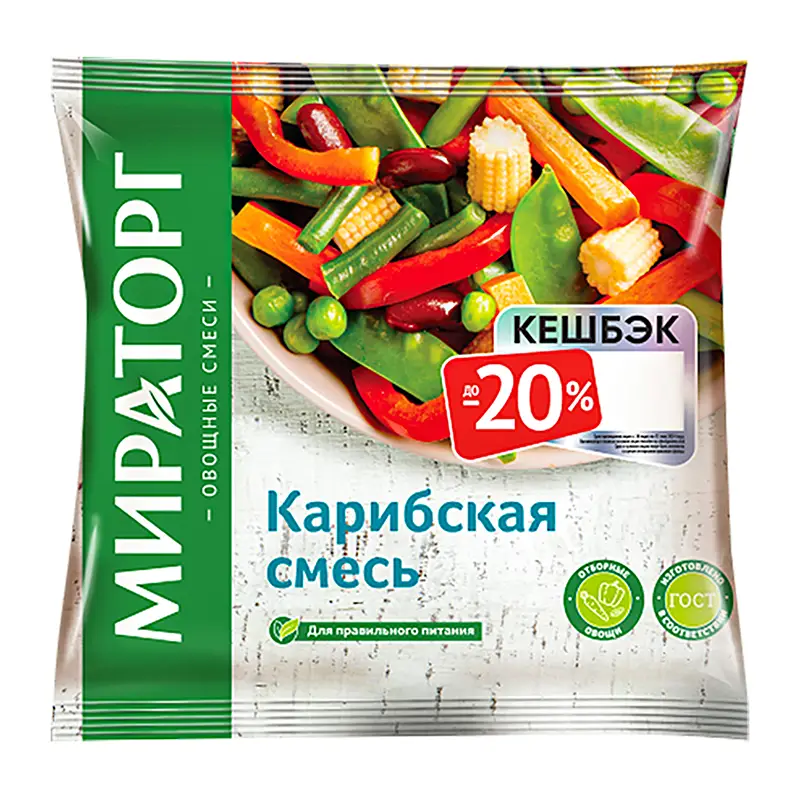 МИРАТОРГ
– ОВОЩНЫЕ СМЕСИ –
КЕШБЭК
ДО
-20%
Карибская
смесь
Для правильного питания
ОТБОРНЫЕ
ОВОЩИ
ИЗГОТОВЛЕНО
ГОСТ
В СООТВЕТСТВИИ